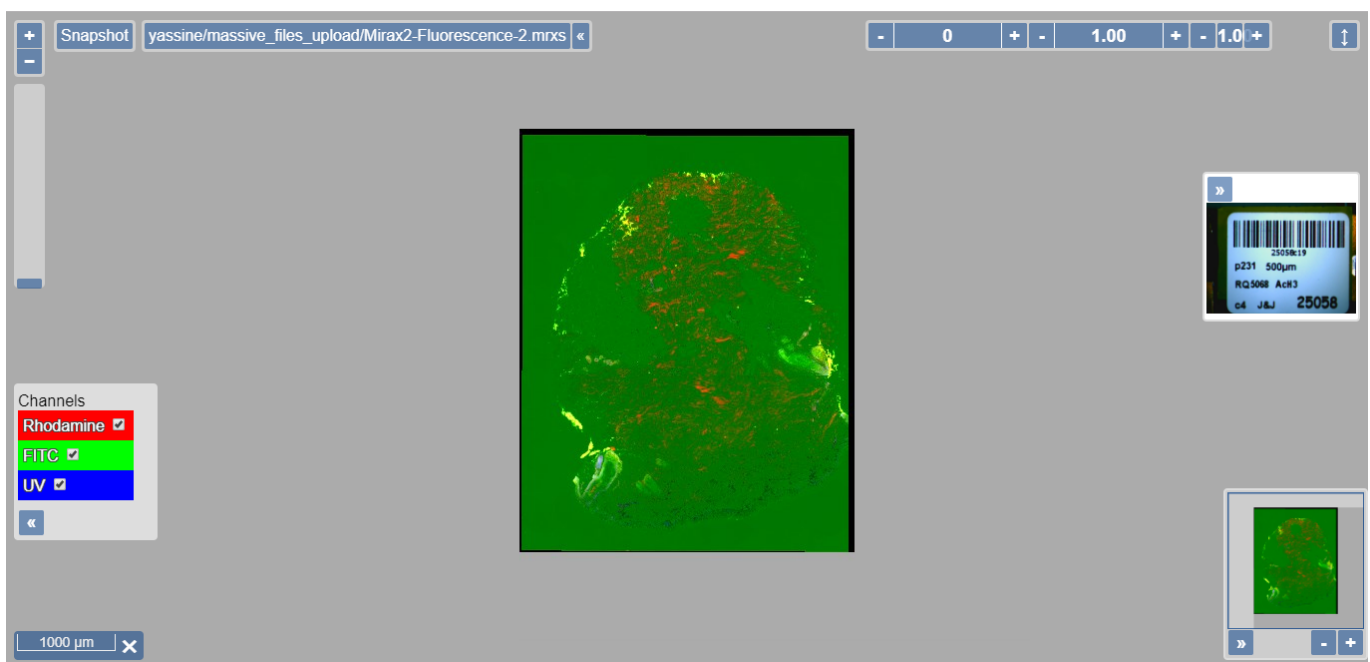 + Snapshot yassine/massive_files_upload/Mirax2-Fluorescence-2.mrxs « - 0 + - 1.00 + - 1.0 + ↕
-
»
25058c19
p231 500µm
RQ5068 AcH3
c4 J&J 25058
Channels
Rhodamine
FITC
UV
«
1000 µm ×
» - +